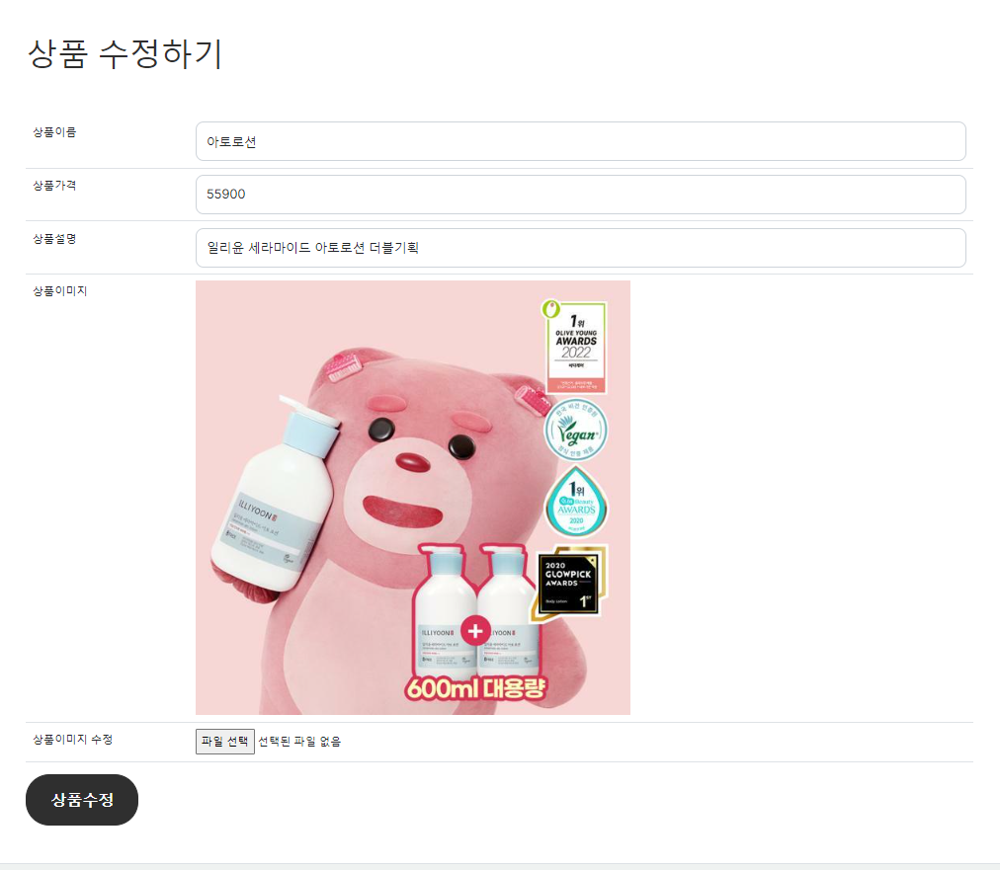 상품 수정하기
상품이름
아토로션
상품가격
55900
상품설명
일리윤 세라마이드 아토로션 더블기획
상품이미지
1위
OLIVE YOUNG
AWARDS
2022
바디케어
Vegan
1위
AWARDS
2020
2020
GLOWPICK
AWARDS
Body Lotion
1ST
ILLIYOON
ILLIYOON
ILLIYOON
+
600ml 대용량
상품이미지 수정
파일 선택 선택된 파일 없음
상품수정